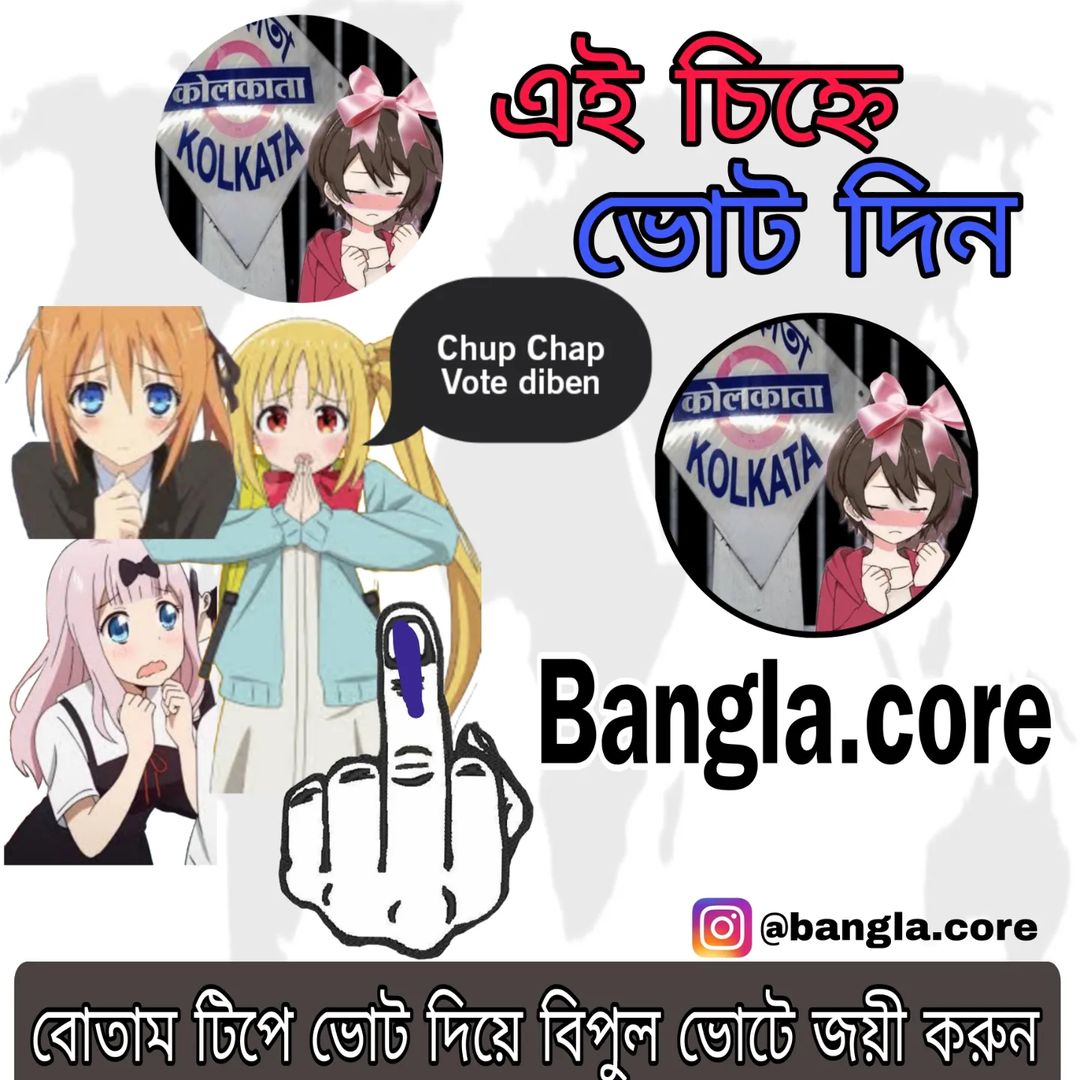 কোলকাতা
KOLKATA
এই চিহ্নে
ভোট দিন
Chup Chap
Vote diben
কোলকাতা
KOLKATA
Bangla.core
@bangla.core
বোতাম টিপে ভোট দিয়ে বিপুল ভোটে জয়ী করুন